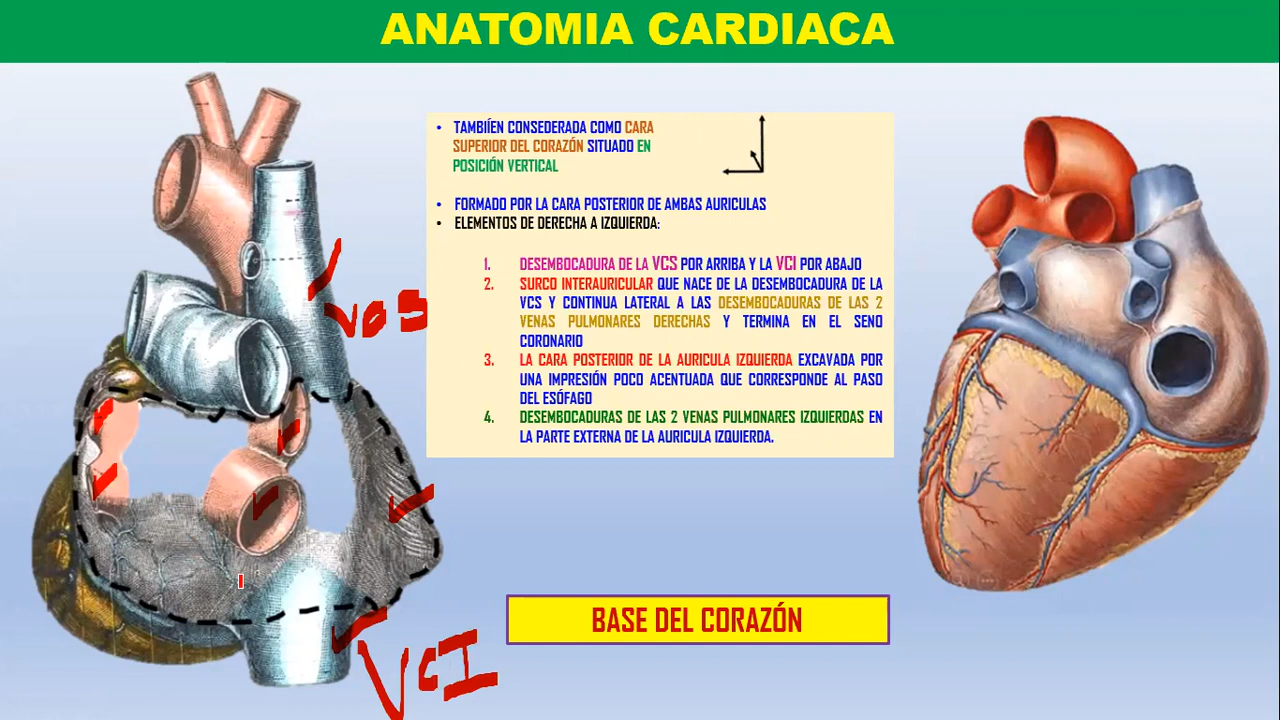 ANATOMIA CARDIACA
• TAMBIÍEN CONSEDERADA COMO CARA
SUPERIOR DEL CORAZÓN SITUADO EN
POSICIÓN VERTICAL
• FORMADO POR LA CARA POSTERIOR DE AMBAS AURICULAS
• ELEMENTOS DE DERECHA A IZQUIERDA:
1. DESEMBOCADURA DE LA VCS POR ARRIBA Y LA VCI POR ABAJO
2. SURCO INTERAURICULAR QUE NACE DE LA DESEMBOCADURA DE LA
VCS Y CONTINUA LATERAL A LAS DESEMBOCADURAS DE LAS 2
VENAS PULMONARES DERECHAS Y TERMINA EN EL SENO
CORONARIO
3. LA CARA POSTERIOR DE LA AURICULA IZQUIERDA EXCAVADA POR
UNA IMPRESIÓN POCO ACENTUADA QUE CORRESPONDE AL PASO
DEL ESÓFAGO
4. DESEMBOCADURAS DE LAS 2 VENAS PULMONARES IZQUIERDAS EN
LA PARTE EXTERNA DE LA AURICULA IZQUIERDA.
BASE DEL CORAZÓN
VCI